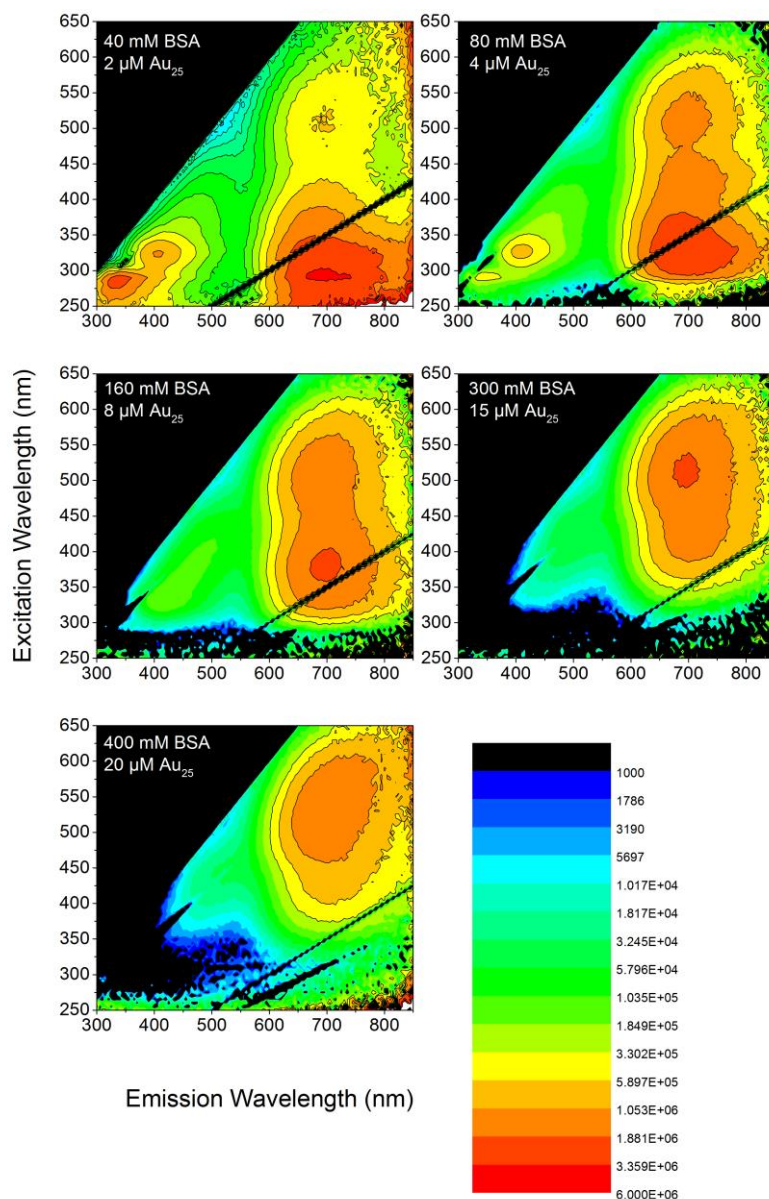 40 mM BSA
2 µM Au₂₅
650
600
550
500
450
400
350
300
250
300 400 500 600 700 800
80 mM BSA
4 µM Au₂₅
650
600
550
500
450
400
350
300
250
300 400 500 600 700 800
160 mM BSA
8 µM Au₂₅
650
600
550
500
450
400
350
300
250
300 400 500 600 700 800
300 mM BSA
15 µM Au₂₅
650
600
550
500
450
400
350
300
250
300 400 500 600 700 800
Excitation Wavelength (nm)
400 mM BSA
20 µM Au₂₅
650
600
550
500
450
400
350
300
250
300 400 500 600 700 800
Emission Wavelength (nm)
1000
1786
3190
5697
1.017E+04
1.817E+04
3.245E+04
5.796E+04
1.035E+05
1.849E+05
3.302E+05
5.897E+05
1.053E+06
1.881E+06
3.359E+06
6.000E+06